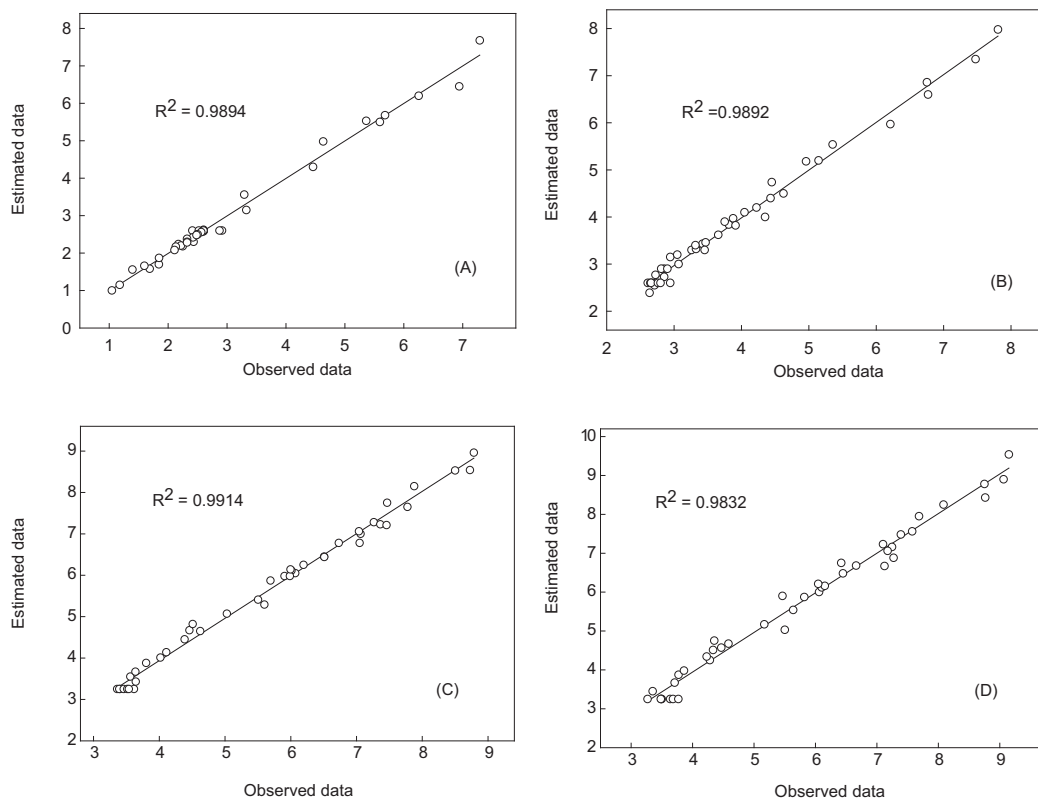 8
7
6
5
4
3
2
1
0
Estimated data
R2 = 0.9894
(A)
1 2 3 4 5 6 7
Observed data
8
7
6
5
4
3
2
Estimated data
R2 =0.9892
(B)
2 3 4 5 6 7 8
Observed data
9
8
7
6
5
4
3
2
Estimated data
R2 = 0.9914
(C)
3 4 5 6 7 8 9
Observed data
10
9
8
7
6
5
4
3
2
Estimated data
R2 = 0.9832
(D)
3 4 5 6 7 8 9
Observed data